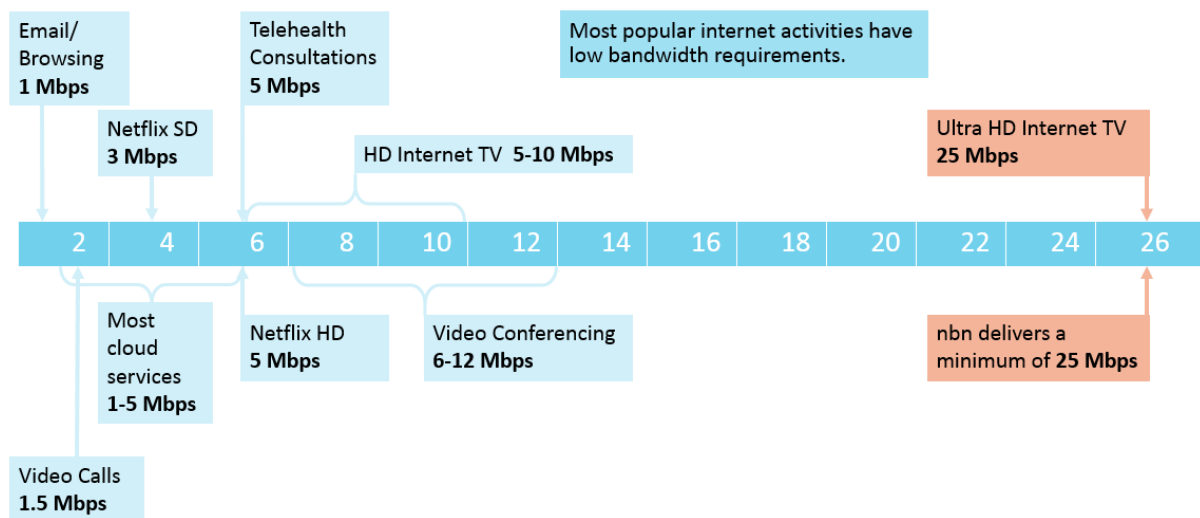 Email/
Browsing
1 Mbps
Telehealth
Consultations
5 Mbps
Most popular internet activities have
low bandwidth requirements.
Netflix SD
3 Mbps
HD Internet TV 5-10 Mbps
Ultra HD Internet TV
25 Mbps
2 4 6 8 10 12 14 16 18 20 22 24 26
Most
cloud
services
1-5 Mbps
Netflix HD
5 Mbps
Video Conferencing
6-12 Mbps
nbn delivers a
minimum of 25 Mbps
Video Calls
1.5 Mbps